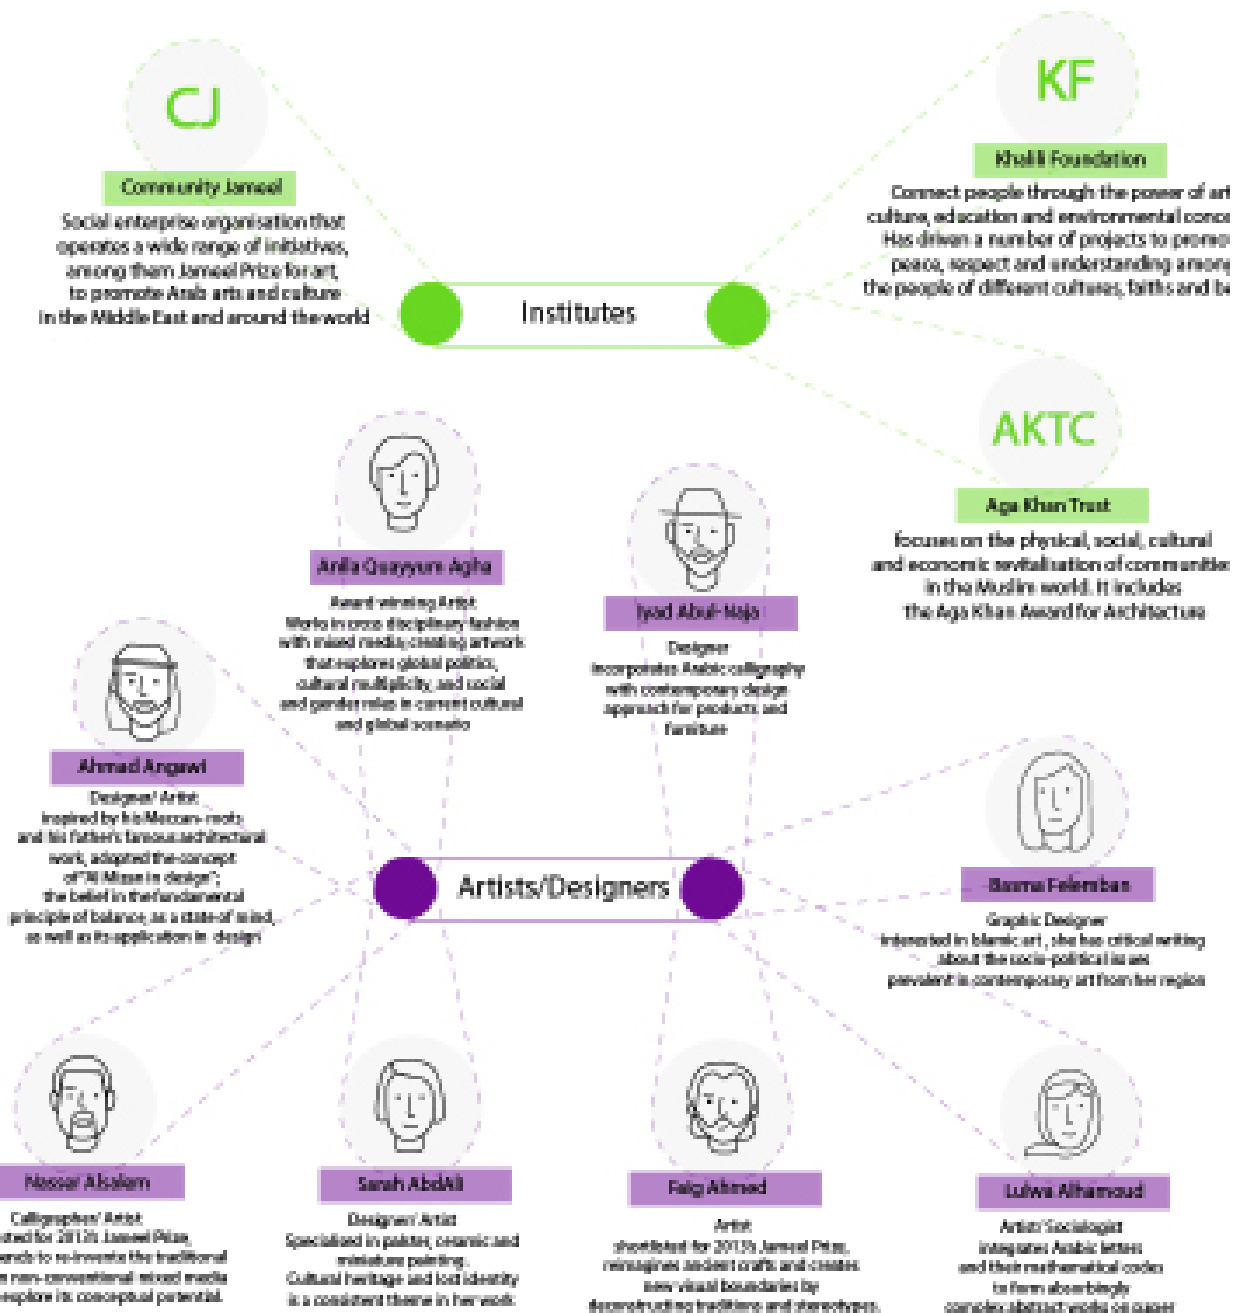 CJ
Community Jameel
Social enterprise organisation that
operates a wide range of initiatives,
among them Jameel Prize for art
to promote Arab arts and culture
in the Middle East and around the world
KF
Khalili Foundation
Connect people through the power of art
culture, education and environmental conce
Has driven a number of projects to promo
peace, respect and understanding among
the people of different cultures, faiths and be
Institutes
AKTC
Aga Khan Trust
focuses on the physical, social, cultural
and economic revitalisation of communities
in the Muslim world. It includes
the Aga Khan Award for Architecture
Anila Quayyum Agha
Award winning Artist
Works in cross disciplinary fashion
with mixed media; creating artwork
that explores global politics,
cultural multiplicity, and social
and gender roles in current cultural
and global scenario
Iyad Abul-Naja
Designer
incorporates Arabic calligraphy
with contemporary design
approach for products and
furniture
Ahmad Angawi
Designer/ Artist
inspired by his Meccan- roots
and his father's famous architectural
work, adapted the concept
of "Al Mizan in design";
the belief in the fundamental
principle of balance, as a state of mind,
as well as its application in design
Artists/Designers
Basma Felemban
Graphic Designer
interested in Islamic art , she has critical writing
about the socio-political issues
prevalent in contemporary art from her region
Nasser Alsalem
Calligrapher/ Artist
sted for 2013's Jameel Prize,
ends to re-invente the traditional
n non-conventional mixed media
explore its conceptual potential.
Sarah AbdAli
Designer/ Artist
Specialized in painter, ceramic and
miniature painting.
Cultural heritage and lost identity
is a consistent theme in her work
Faig Ahmed
Artist
shortlisted for 2013's Jameel Prize,
reimagines ancient crafts and creates
new visual boundaries by
deconstructing traditions and stereotypes.
Lulwa Alhamoud
Artist/ Sociologist
integrates Arabic letters
and their mathematical codes
to form absorbingly
complex abstract works on paper